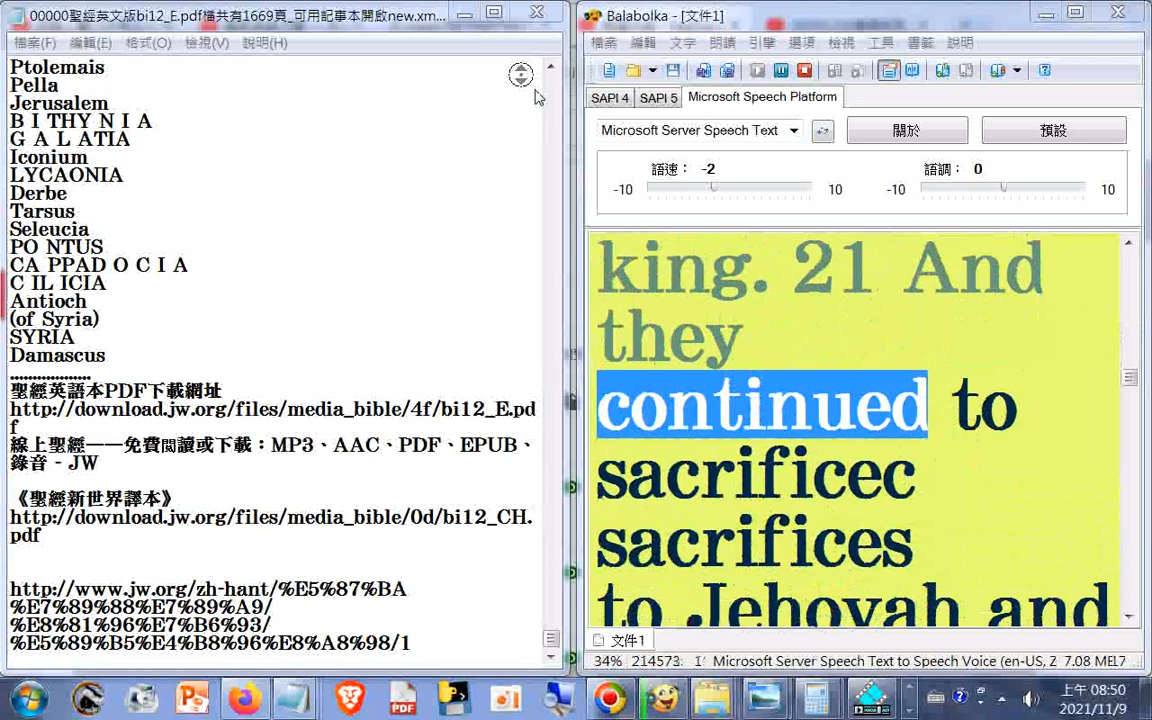 00000聖經英文版bi12_E.pdf檔共有1669頁_可用記事本開啟new.xm...
檔案(F) 編輯(E) 格式(O) 檢視(V) 說明(H)
Ptolemais
Pella
Jerusalem
B I THY N I A
G A L ATIA
Iconium
LYCAONIA
Derbe
Tarsus
Seleucia
PO NTUS
CA PPAD O C I A
C IL ICIA
Antioch
(of Syria)
SYRIA
Damascus
..................
聖經英語本PDF下載網址
http://download.jw.org/files/media_bible/4f/bi12_E.pd
f
線上聖經——免費閱讀或下載：MP3、AAC、PDF、EPUB、
錄音 - JW
《聖經新世界譯本》
http://download.jw.org/files/media_bible/0d/bi12_CH.
pdf
http://www.jw.org/zh-hant/%E5%87%BA
%E7%89%88%E7%89%A9/
%E8%81%96%E7%B6%93/
%E5%89%B5%E4%B8%96%E8%A8%98/1
Balabolka - [文件1]
檔案 編輯 文字 朗讀 引擎 選項 檢視 工具 書籤 說明
SAPI 4 SAPI 5 Microsoft Speech Platform
Microsoft Server Speech Text 關於 預設
語速： -2 語調： 0
-10 10 -10 10
king. 21 And
they
continued to
sacrificec
sacrifices
to Jehovah and
文件1
34% 214573: Microsoft Server Speech Text to Speech Voice (en-US, Z 7.08 МЕL7
PDF
上午 08:50
2021/11/9